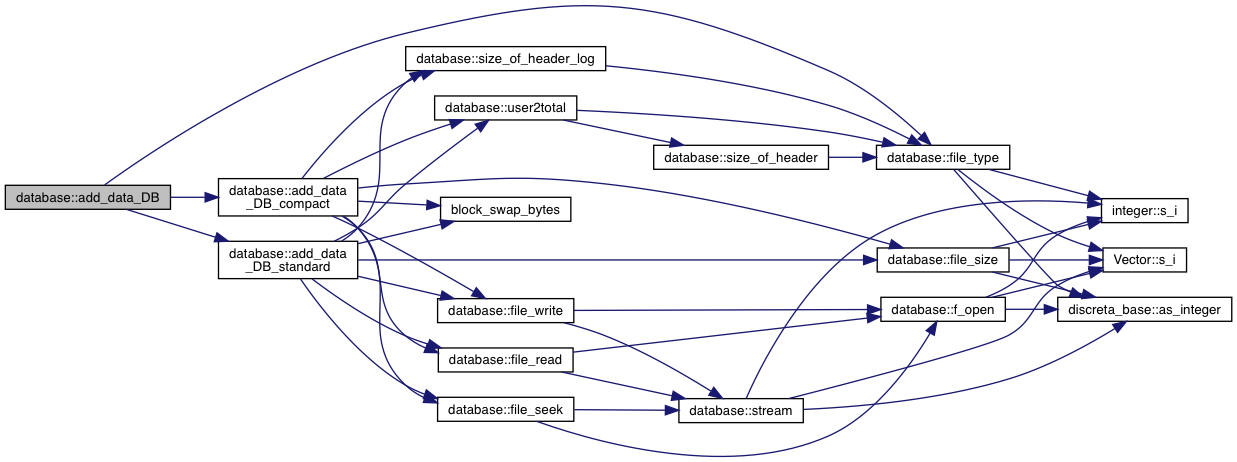 database::add_data_DB
database::add_data
_DB_compact
database::add_data
_DB_standard
database::size_of_header_log
database::user2total
block_swap_bytes
database::file_write
database::file_read
database::file_seek
database::size_of_header
database::stream
database::file_type
database::file_size
database::f_open
integer::s_i
Vector::s_i
discreta_base::as_integer